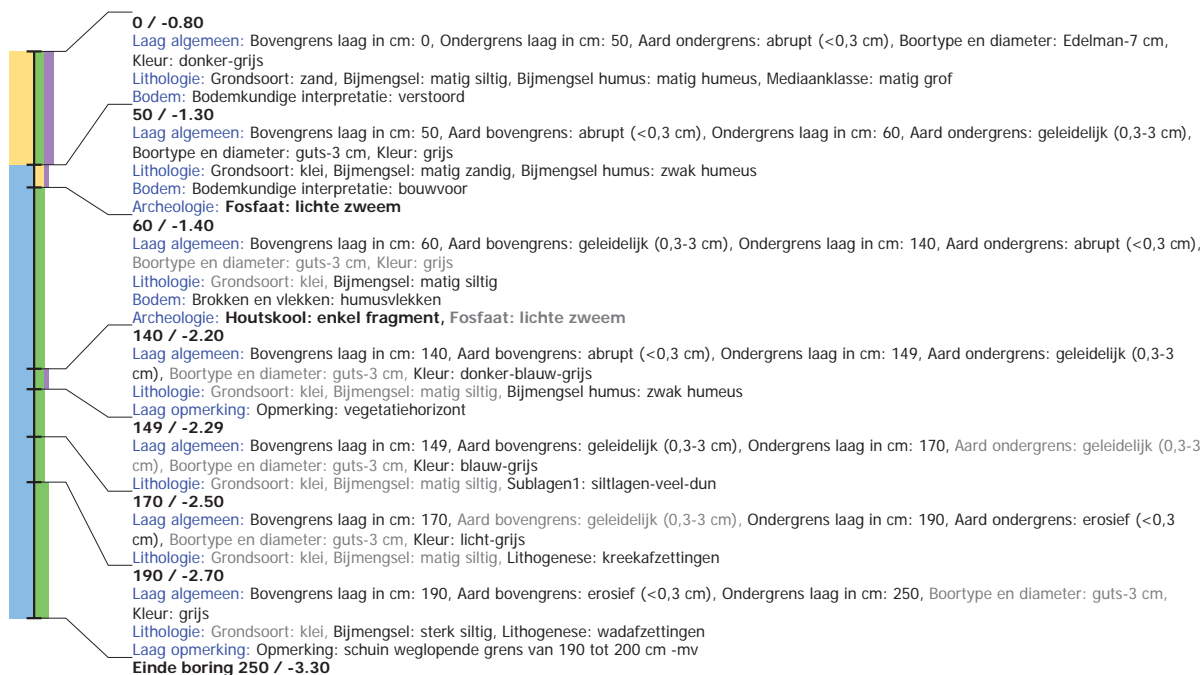 0 / -0.80
Laag algemeen: Bovengrens laag in cm: 0, Ondergrens laag in cm: 50, Aard ondergrens: abrupt (<0,3 cm), Boortype en diameter: Edelman-7 cm,
Kleur: donker-grijs
Lithologie: Grondsoort: zand, Bijmengsel: matig siltig, Bijmengsel humus: matig humeus, Mediaanklasse: matig grof
Bodem: Bodemkundige interpretatie: verstoord
50 / -1.30
Laag algemeen: Bovengrens laag in cm: 50, Aard bovengrens: abrupt (<0,3 cm), Ondergrens laag in cm: 60, Aard ondergrens: geleidelijk (0,3-3 cm),
Boortype en diameter: guts-3 cm, Kleur: grijs
Lithologie: Grondsoort: klei, Bijmengsel: matig zandig, Bijmengsel humus: zwak humeus
Bodem: Bodemkundige interpretatie: bouwvoor
Archeologie: Fosfaat: lichte zweem
60 / -1.40
Laag algemeen: Bovengrens laag in cm: 60, Aard bovengrens: geleidelijk (0,3-3 cm), Ondergrens laag in cm: 140, Aard ondergrens: abrupt (<0,3 cm),
Boortype en diameter: guts-3 cm, Kleur: grijs
Lithologie: Grondsoort: klei, Bijmengsel: matig siltig
Bodem: Brokken en vlekken: humusvlekken
Archeologie: Houtskool: enkel fragment, Fosfaat: lichte zweem
140 / -2.20
Laag algemeen: Bovengrens laag in cm: 140, Aard bovengrens: abrupt (<0,3 cm), Ondergrens laag in cm: 149, Aard ondergrens: geleidelijk (0,3-3
cm), Boortype en diameter: guts-3 cm, Kleur: donker-blauw-grijs
Lithologie: Grondsoort: klei, Bijmengsel: matig siltig, Bijmengsel humus: zwak humeus
Laag opmerking: Opmerking: vegetatiehorizont
149 / -2.29
Laag algemeen: Bovengrens laag in cm: 149, Aard bovengrens: geleidelijk (0,3-3 cm), Ondergrens laag in cm: 170, Aard ondergrens: geleidelijk (0,3-3
cm), Boortype en diameter: guts-3 cm, Kleur: blauw-grijs
Lithologie: Grondsoort: klei, Bijmengsel: matig siltig, Sublagen1: siltlagen-veel-dun
170 / -2.50
Laag algemeen: Bovengrens laag in cm: 170, Aard bovengrens: geleidelijk (0,3-3 cm), Ondergrens laag in cm: 190, Aard ondergrens: erosief (<0,3
cm), Boortype en diameter: guts-3 cm, Kleur: licht-grijs
Lithologie: Grondsoort: klei, Bijmengsel: matig siltig, Lithogenese: kreekafzettingen
190 / -2.70
Laag algemeen: Bovengrens laag in cm: 190, Aard bovengrens: erosief (<0,3 cm), Ondergrens laag in cm: 250, Boortype en diameter: guts-3 cm,
Kleur: grijs
Lithologie: Grondsoort: klei, Bijmengsel: sterk siltig, Lithogenese: wadafzettingen
Laag opmerking: Opmerking: schuin weglopende grens van 190 tot 200 cm -mv
Einde boring 250 / -3.30